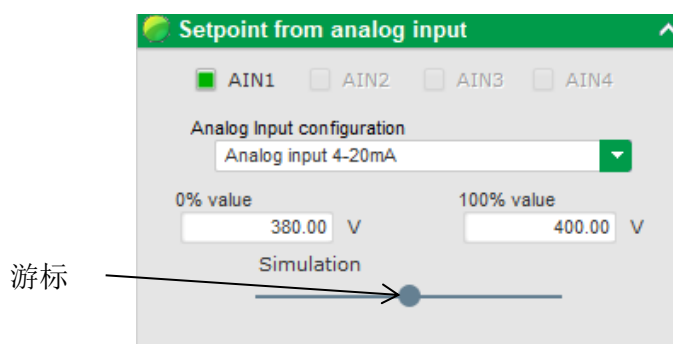 Setpoint from analog input
AIN1 AIN2 AIN3 AIN4
Analog Input configuration
Analog input 4-20mA
0% value 100% value
380.00 V 400.00 V
Simulation
游标